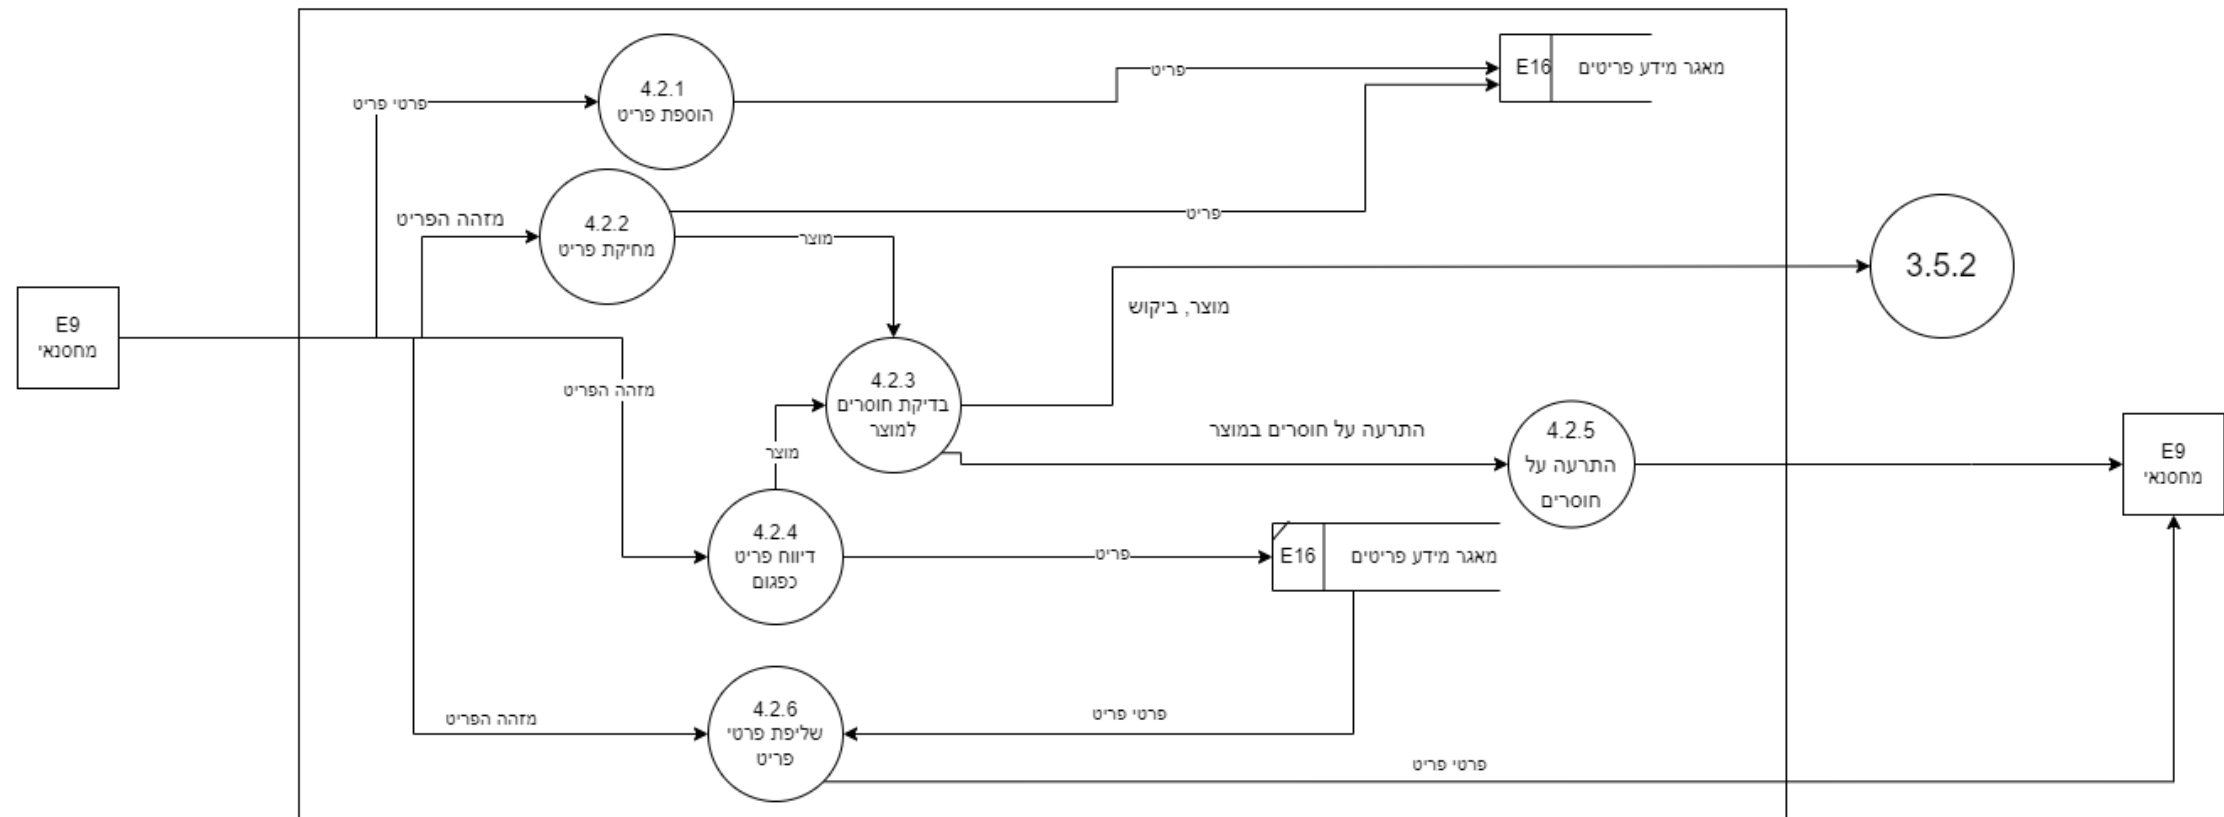 4.2.1
הוספת פריט
פרטי פריט
פריט
E16
מאגר מידע פריטים
4.2.2
מחיקת פריט
מזהה הפריט
פריט
מוצר
3.5.2
מוצר, ביקוש
E9
מחסנאי
4.2.3
בדיקת חוסרים
למוצר
מזהה הפריט
התרעה על חוסרים במוצר
4.2.5
התרעה על
חוסרים
E9
מחסנאי
מוצר
4.2.4
דיווח פריט
כפגום
פריט
E16
מאגר מידע פריטים
4.2.6
שליפת פרטי
פריט
מזהה הפריט
פרטי פריט
פרטי פריט